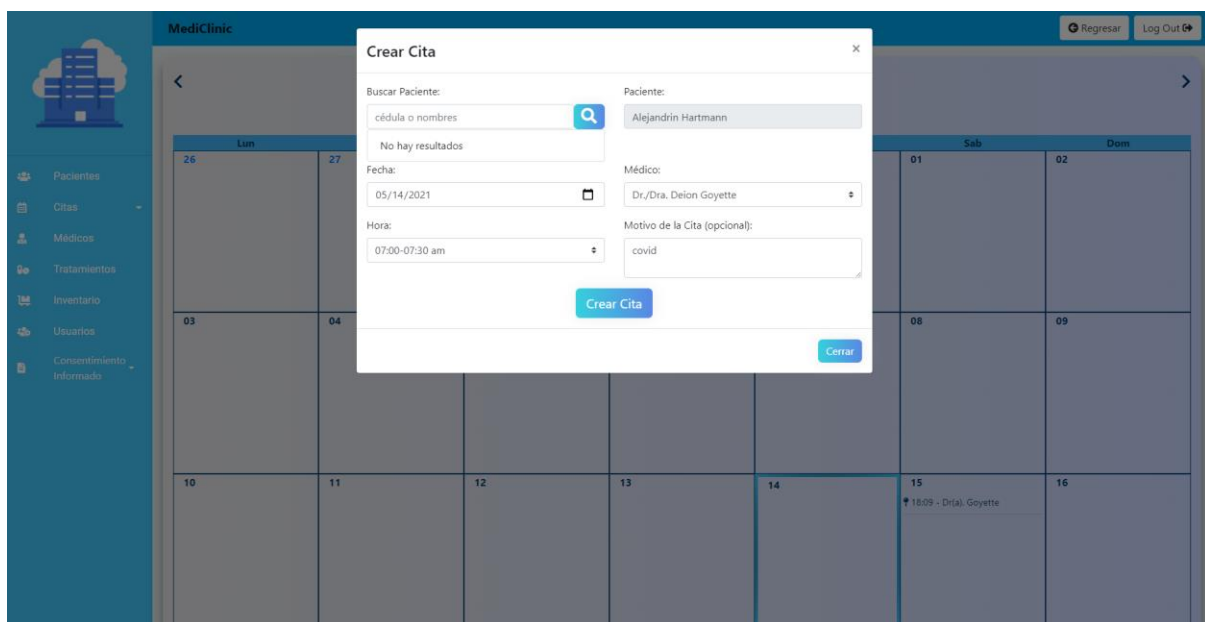 MediClinic
Regresar
Log Out
Pacientes
Citas
Médicos
Tratamientos
Inventario
Usuarios
Consentimiento
Informado
Crear Cita
×
Buscar Paciente:
Paciente:
cédula o nombres
Alejandrin Hartmann
No hay resultados
Fecha:
Médico:
05/14/2021
Dr./Dra. Deion Goyette
Hora:
Motivo de la Cita (opcional):
07:00-07:30 am
covid
Crear Cita
Cerrar
Lun
Sab
Dom
26
27
01
02
03
04
08
09
10
11
12
13
14
15
16
18:09 - Dr(a). Goyette